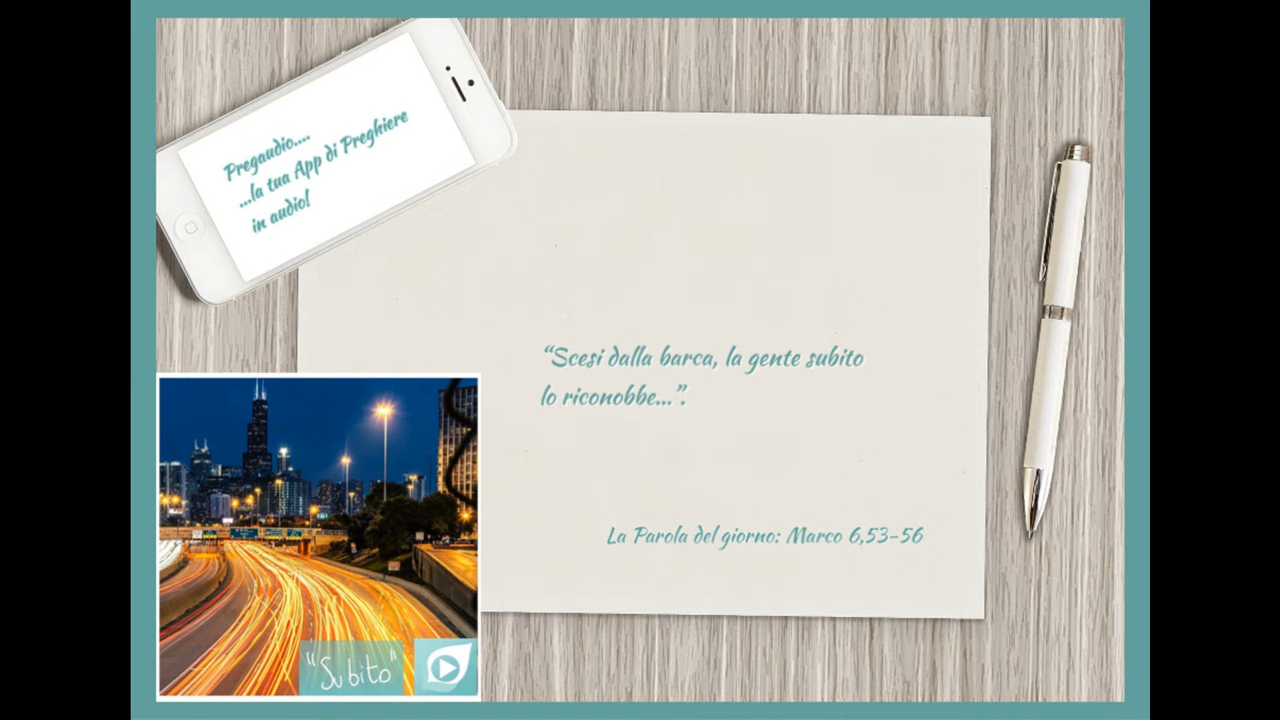 Pregaudio....
...la tua App di Preghiere
in audio!
“Scesi dalla barca, la gente subito
lo riconobbe...”.
La Parola del giorno: Marco 6,53-56
"Subito"